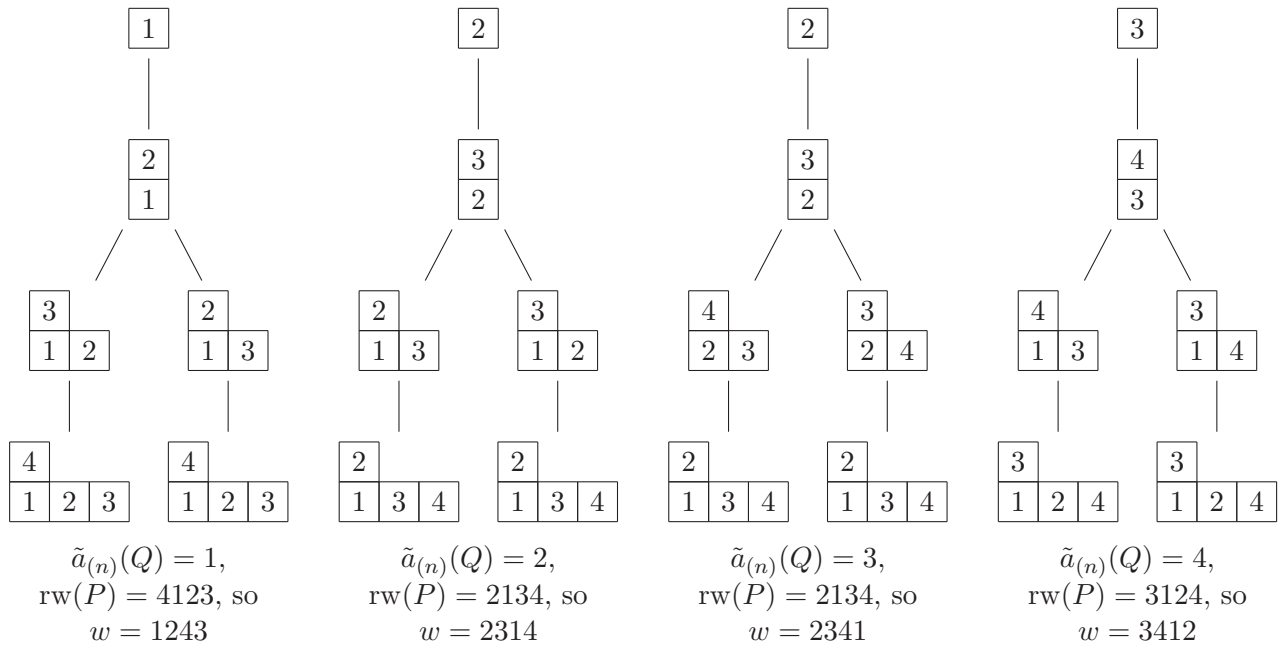 1 2 2 3
2 3 3 4
1 2 2 3
3 2 2 3 4 3 4 3
1 2 1 3 1 3 1 2 2 3 2 4 1 3 1 4
4 4 2 2 2 2 3 3
1 2 3 1 2 3 1 3 4 1 3 4 1 3 4 1 3 4 1 2 4 1 2 4
ã₍ₙ₎(Q) = 1, ã₍ₙ₎(Q) = 2, ã₍ₙ₎(Q) = 3, ã₍ₙ₎(Q) = 4,
rw(P) = 4123, so rw(P) = 2134, so rw(P) = 2134, so rw(P) = 3124, so
w = 1243 w = 2314 w = 2341 w = 3412